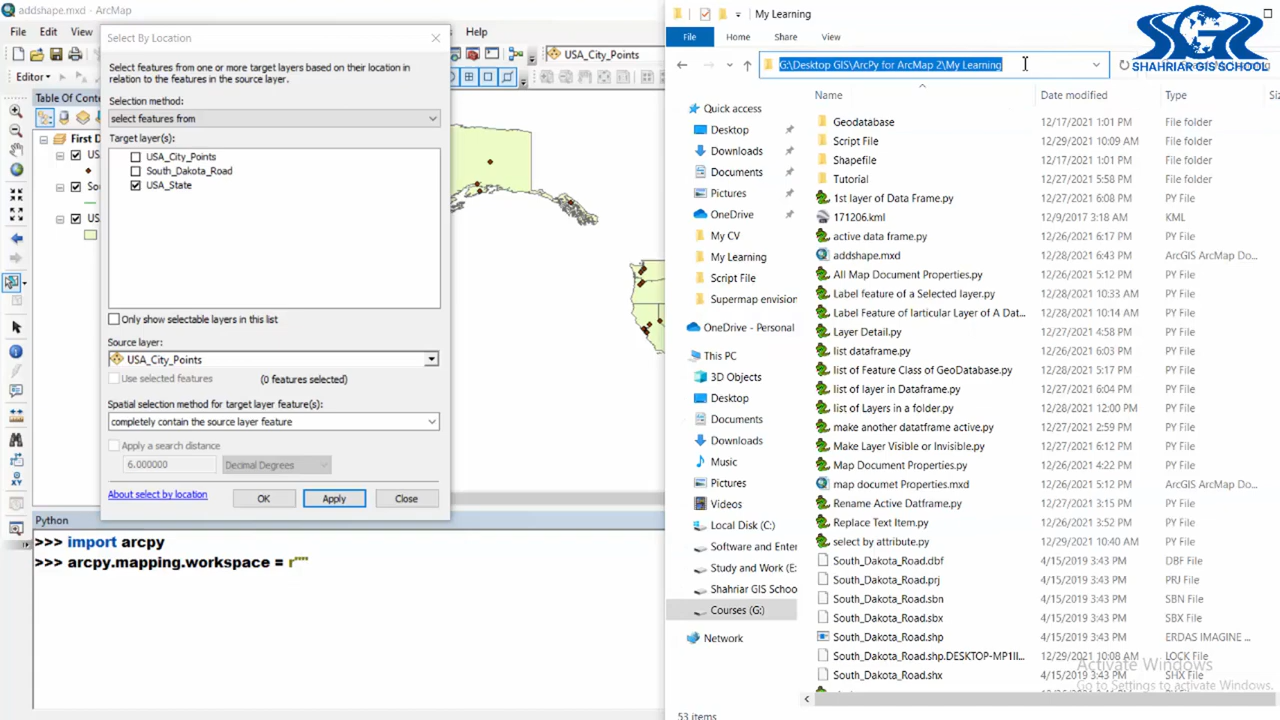 addshape.mxd - ArcMap
File Edit View Help
Editor
USA_City_Points
Table Of Con
First D
US
So
US
Select By Location
Select features from one or more target layers based on their location in
relation to the features in the source layer.
Selection method:
select features from
Target layer(s):
USA_City_Points
South_Dakota_Road
USA_State
Only show selectable layers in this list
Source layer:
USA_City_Points
Use selected features (0 features selected)
Spatial selection method for target layer feature(s):
completely contain the source layer feature
Apply a search distance
6.000000 Decimal Degrees
About select by location OK Apply Close
Python
>>> import arcpy
>>> arcpy.mapping.workspace = r""
My Learning
File Home Share View
G:\Desktop GIS\ArcPy for ArcMap 2\My Learning
SHAHRIAR GIS SCHOOL
Quick access
Desktop
Downloads
Documents
Pictures
OneDrive
My CV
My Learning
Script File
Supermap envision
OneDrive - Personal
This PC
3D Objects
Desktop
Documents
Downloads
Music
Pictures
Videos
Local Disk (C:)
Software and Enter
Study and Work (E:
Shahriar GIS Schoo
Courses (G:)
Network
Name Date modified Type Siz
Geodatabase 12/17/2021 1:01 PM File folder
Script File 12/29/2021 10:09 AM File folder
Shapefile 12/17/2021 1:01 PM File folder
Tutorial 12/27/2021 5:58 PM File folder
1st layer of Data Frame.py 12/27/2021 6:08 PM PY File
171206.kml 12/9/2017 3:18 AM KML
active data frame.py 12/26/2021 6:17 PM PY File
addshape.mxd 12/28/2021 6:43 PM ArcGIS ArcMap Do...
All Map Document Properties.py 12/26/2021 5:12 PM PY File
Label feature of a Selected layer.py 12/28/2021 10:33 AM PY File
Label Feature of larticular Layer of A Dat... 12/28/2021 10:14 AM PY File
Layer Detail.py 12/27/2021 4:58 PM PY File
list dataframe.py 12/26/2021 6:03 PM PY File
list of Feature Class of GeoDatabase.py 12/28/2021 5:17 PM PY File
list of layer in Dataframe.py 12/27/2021 6:04 PM PY File
list of Layers in a folder.py 12/28/2021 12:00 PM PY File
make another datatframe active.py 12/27/2021 2:59 PM PY File
Make Layer Visible or Invisible.py 12/27/2021 6:12 PM PY File
Map Document Properties.py 12/26/2021 4:22 PM PY File
map documet Properties.mxd 12/26/2021 5:12 PM ArcGIS ArcMap Do...
Rename Active Datframe.py 12/27/2021 3:15 PM PY File
Replace Text Item.py 12/26/2021 3:52 PM PY File
select by attribute.py 12/29/2021 10:40 AM PY File
South_Dakota_Road.dbf 4/15/2019 3:43 PM DBF File
South_Dakota_Road.prj 4/15/2019 3:43 PM PRJ File
South_Dakota_Road.sbn 4/15/2019 3:43 PM SBN File
South_Dakota_Road.sbx 4/15/2019 3:43 PM SBX File
South_Dakota_Road.shp 4/15/2019 3:43 PM ERDAS IMAGINE ...
South_Dakota_Road.shp.DESKTOP-MP1II... 12/29/2021 10:08 AM LOCK File
South_Dakota_Road.shx 4/15/2019 3:43 PM SHX File
Activate Windows
Go to Settings to activate Windows.
53 items